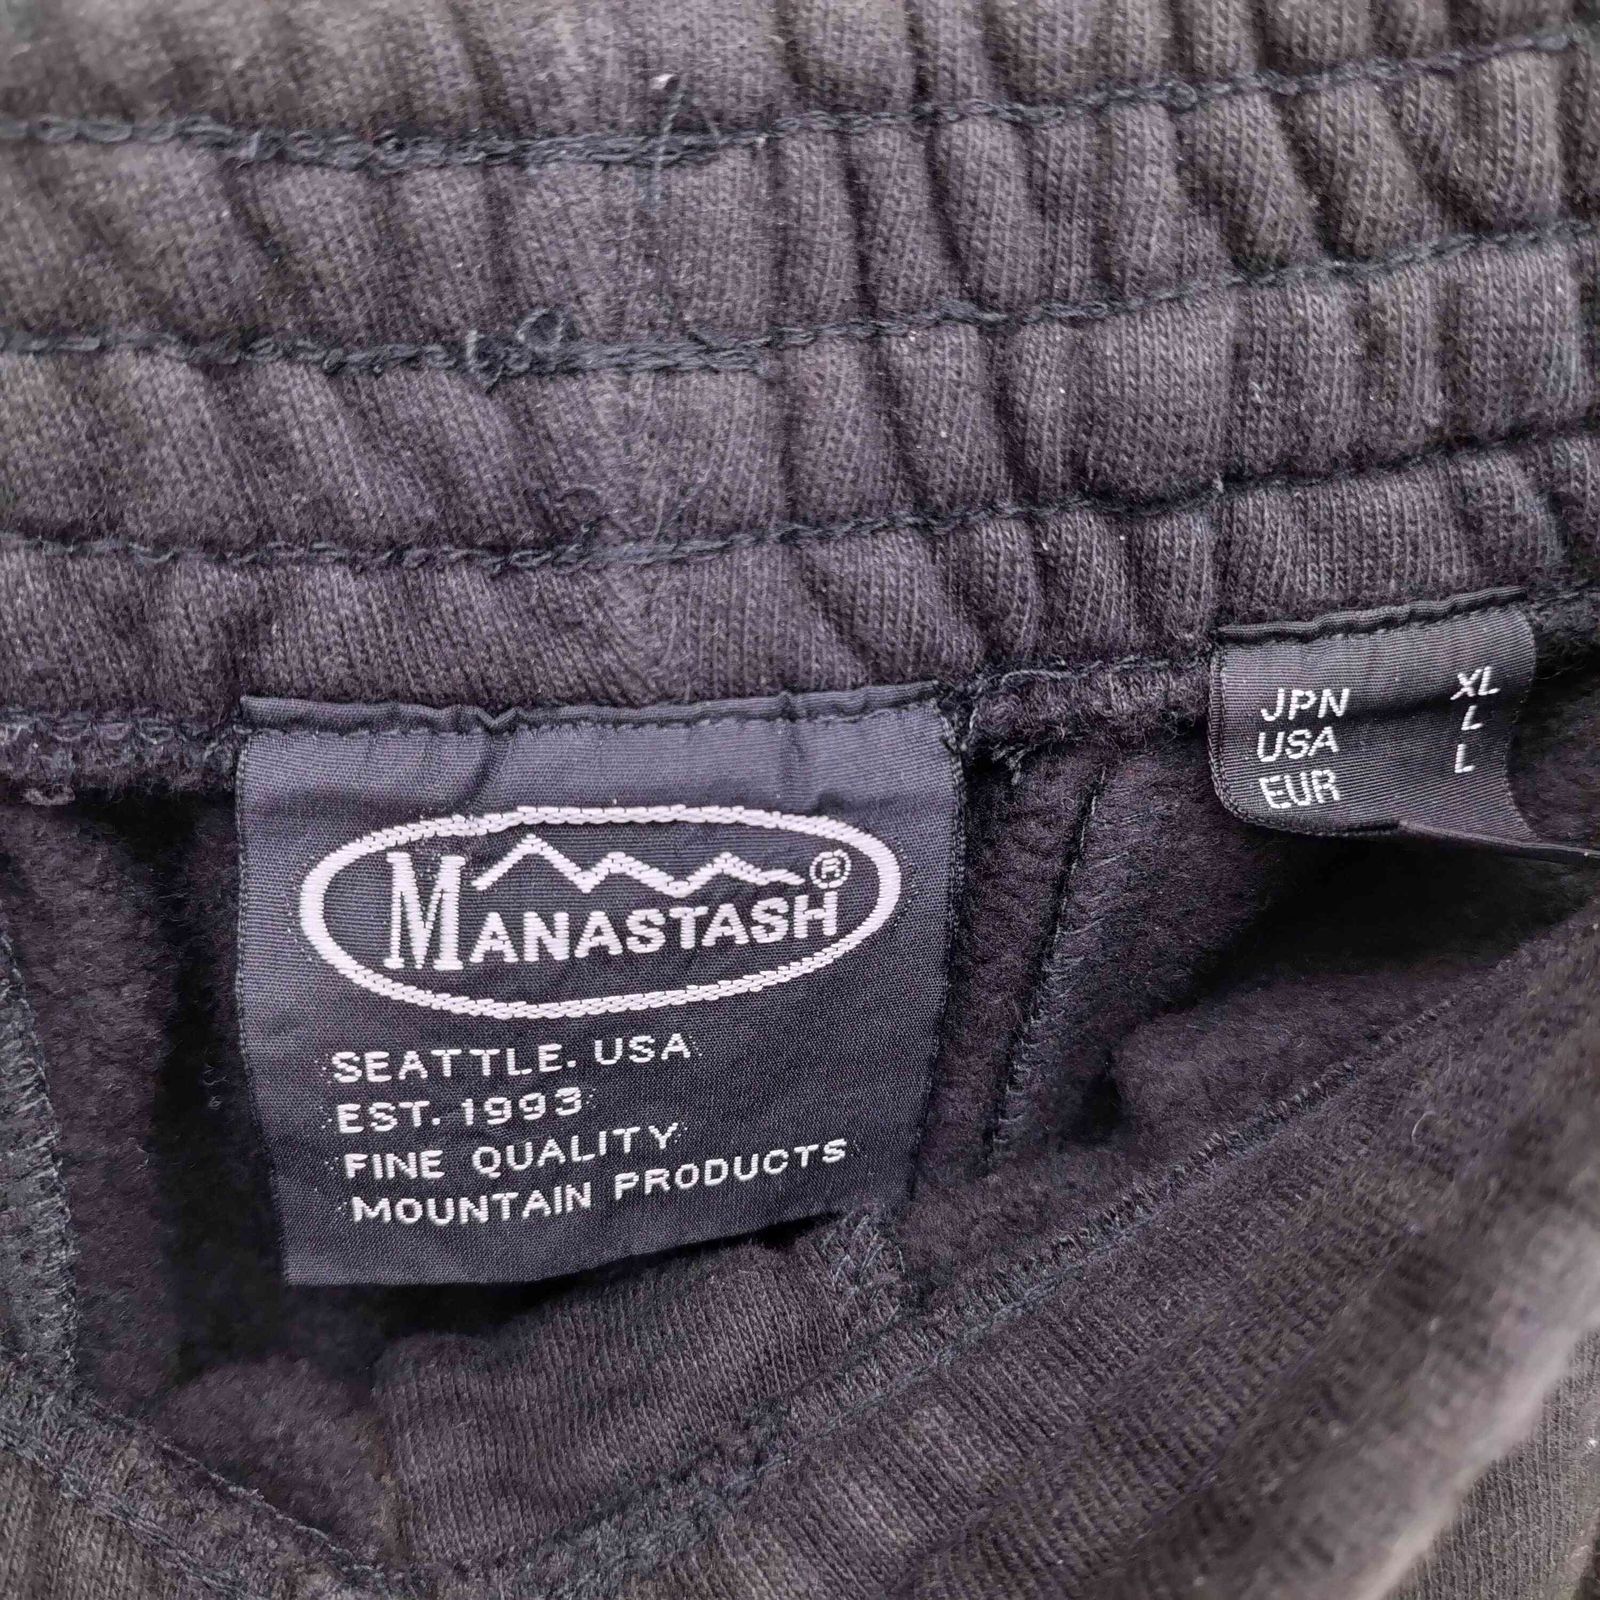 MANASTASH®
SEATTLE. USA
EST. 1993
FINE QUALITY
MOUNTAIN PRODUCTS
JPN XL
USA L
EUR L